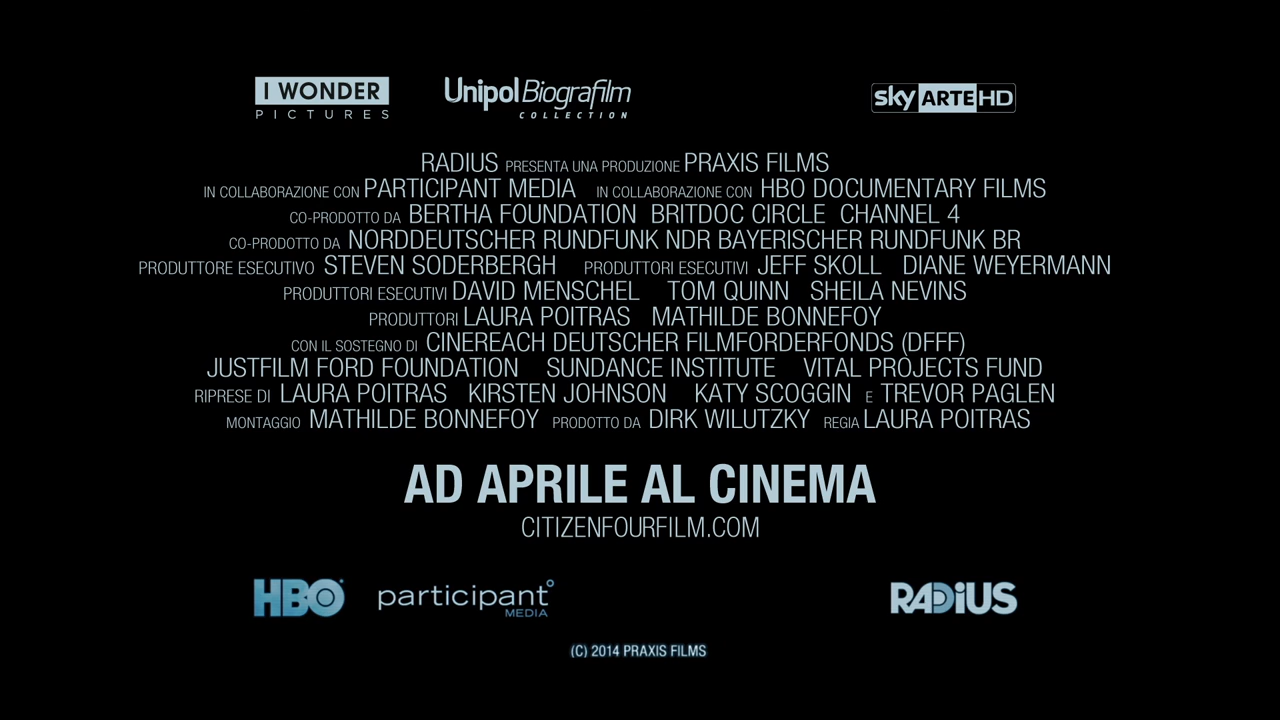 I WONDER PICTURES
Unipol Biografilm COLLECTION
sky ARTE HD
RADIUS PRESENTA UNA PRODUZIONE PRAXIS FILMS
IN COLLABORAZIONE CON PARTICIPANT MEDIA IN COLLABORAZIONE CON HBO DOCUMENTARY FILMS
CO-PRODOTTO DA BERTHA FOUNDATION BRITDOC CIRCLE CHANNEL 4
CO-PRODOTTO DA NORDDEUTSCHER RUNDFUNK NDR BAYERISCHER RUNDFUNK BR
PRODUTTORE ESECUTIVO STEVEN SODERBERGH PRODUTTORI ESECUTIVI JEFF SKOLL DIANE WEYERMANN
PRODUTTORI ESECUTIVI DAVID MENSCHEL TOM QUINN SHEILA NEVINS
PRODUTTORI LAURA POITRAS MATHILDE BONNEFOY
CON IL SOSTEGNO DI CINEREACH DEUTSCHER FILMFORDERFONDS (DFFF)
JUSTFILM FORD FOUNDATION SUNDANCE INSTITUTE VITAL PROJECTS FUND
RIPRESE DI LAURA POITRAS KIRSTEN JOHNSON KATY SCOGGIN E TREVOR PAGLEN
MONTAGGIO MATHILDE BONNEFOY PRODOTTO DA DIRK WILUTZKY REGIA LAURA POITRAS
AD APRILE AL CINEMA
CITIZENFOURFILM.COM
HBO
participant MEDIA
RADiUS
(C) 2014 PRAXIS FILMS